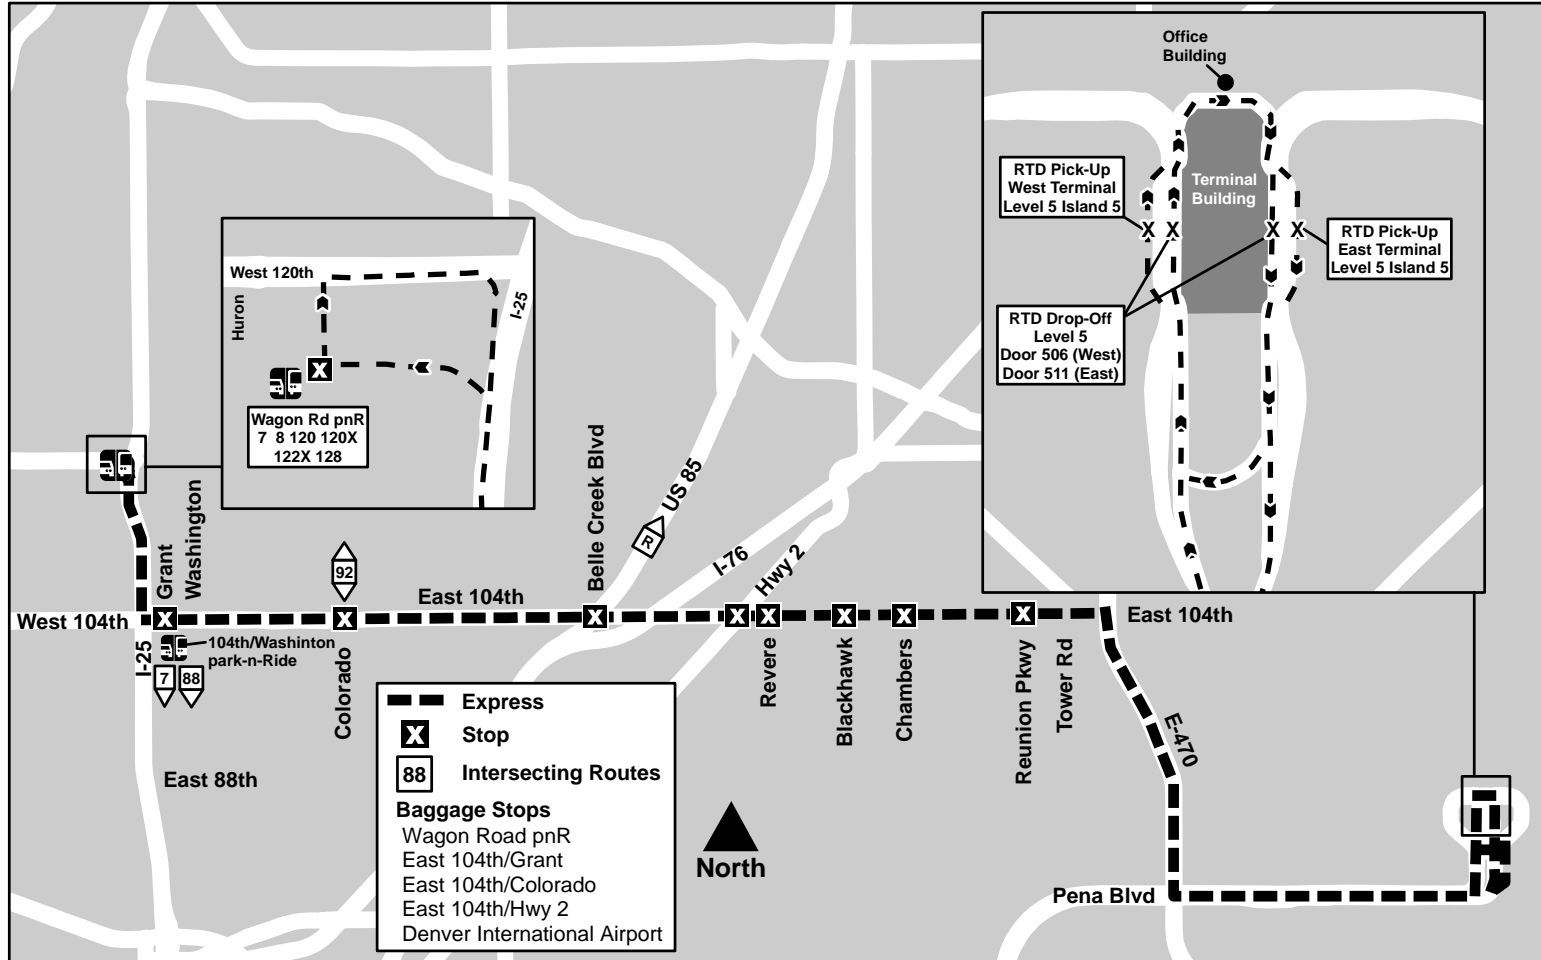 Office
Building
RTD Pick-Up
West Terminal
Level 5 Island 5
Terminal
Building
X
X
X
X
RTD Pick-Up
East Terminal
Level 5 Island 5
RTD Drop-Off
Level 5
Door 506 (West)
Door 511 (East)
West 120th
Huron
I-25
X
Wagon Rd pnR
7 8 120 120X
122X 128
Grant
Washington
92
Belle Creek Blvd
R
US 85
I-76
Hwy 2
West 104th
X
X
East 104th
X
X
X
X
X
X
East 104th
I-25
104th/Washinton
park-n-Ride
7
88
Colorado
Revere
Blackhawk
Chambers
Reunion Pkwy
Tower Rd
E-470
East 88th
Express
X
Stop
88
Intersecting Routes
Baggage Stops
Wagon Road pnR
East 104th/Grant
East 104th/Colorado
East 104th/Hwy 2
Denver International Airport
North
Pena Blvd